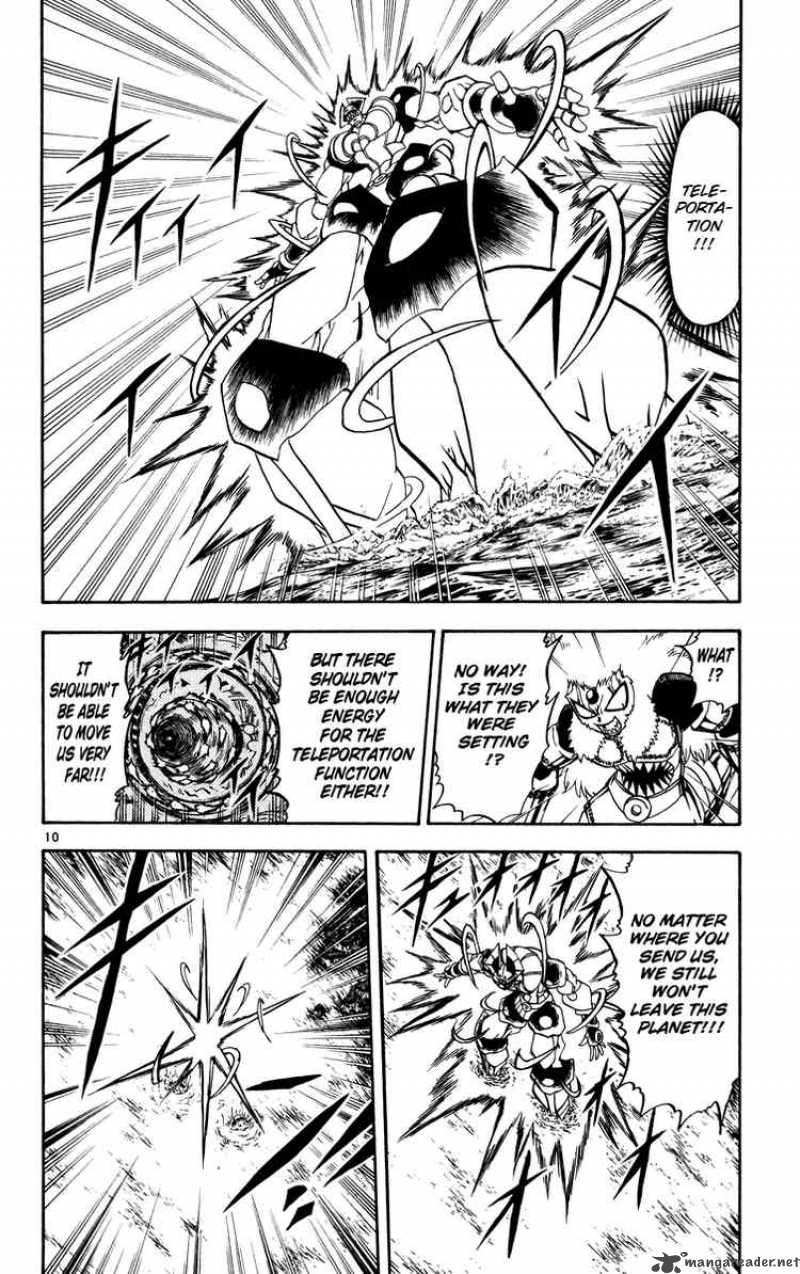 TELE-
PORTA-
TION
!!!
WHAT
!?
NO WAY!
IS THIS
WHAT THEY
WERE
SETTING
!?
BUT THERE
SHOULDN'T
BE ENOUGH
ENERGY
FOR THE
TELEPORTATION
FUNCTION
EITHER!!
IT
SHOULDN'T
BE ABLE
TO MOVE
US VERY
FAR!!!
10
NO MATTER
WHERE YOU
SEND US,
WE STILL
WON'T
LEAVE THIS
PLANET!!!
mangareader.net